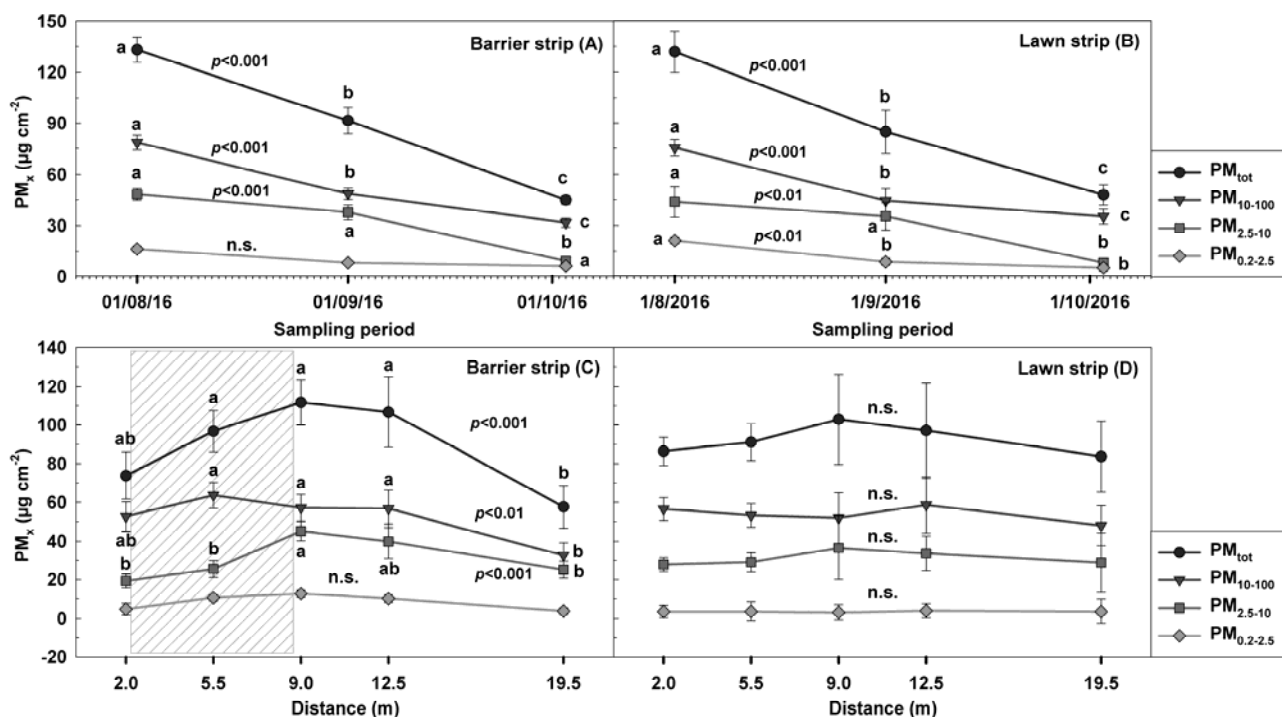 150
120
90
60
30
0
PMx (µg cm-2)
Barrier strip (A)
a
p<0.001
b
c
a
p<0.001
b
c
a
p<0.001
a
b
n.s.
a
01/08/16
01/09/16
01/10/16
Sampling period
Lawn strip (B)
a
p<0.001
b
c
a
p<0.001
b
c
a
p<0.01
a
b
a
p<0.01
b
b
1/8/2016
1/9/2016
1/10/2016
Sampling period
PMtot
PM10-100
PM2.5-10
PM0.2-2.5
140
120
100
80
60
40
20
0
-20
PMx (µg cm-2)
Barrier strip (C)
ab
a
a
a
p<0.001
b
ab
a
a
a
p<0.01
b
b
b
a
ab
p<0.001
b
n.s.
2.0
5.5
9.0
12.5
19.5
Distance (m)
Lawn strip (D)
n.s.
n.s.
n.s.
n.s.
2.0
5.5
9.0
12.5
19.5
Distance (m)
PMtot
PM10-100
PM2.5-10
PM0.2-2.5